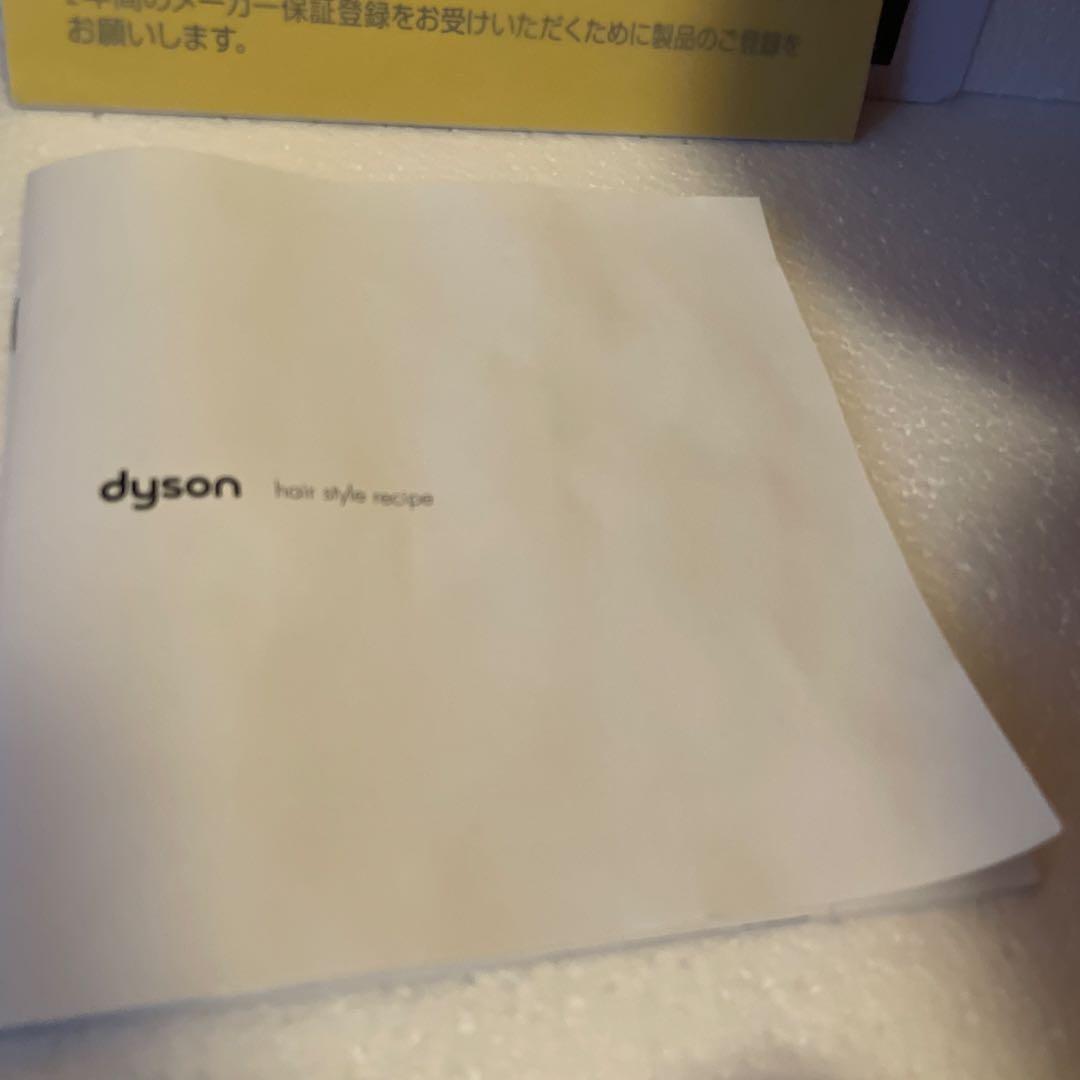 年間のメーカー保証登録をお受けいただくために製品のご登録を
お願いします。
dyson hair style recipe